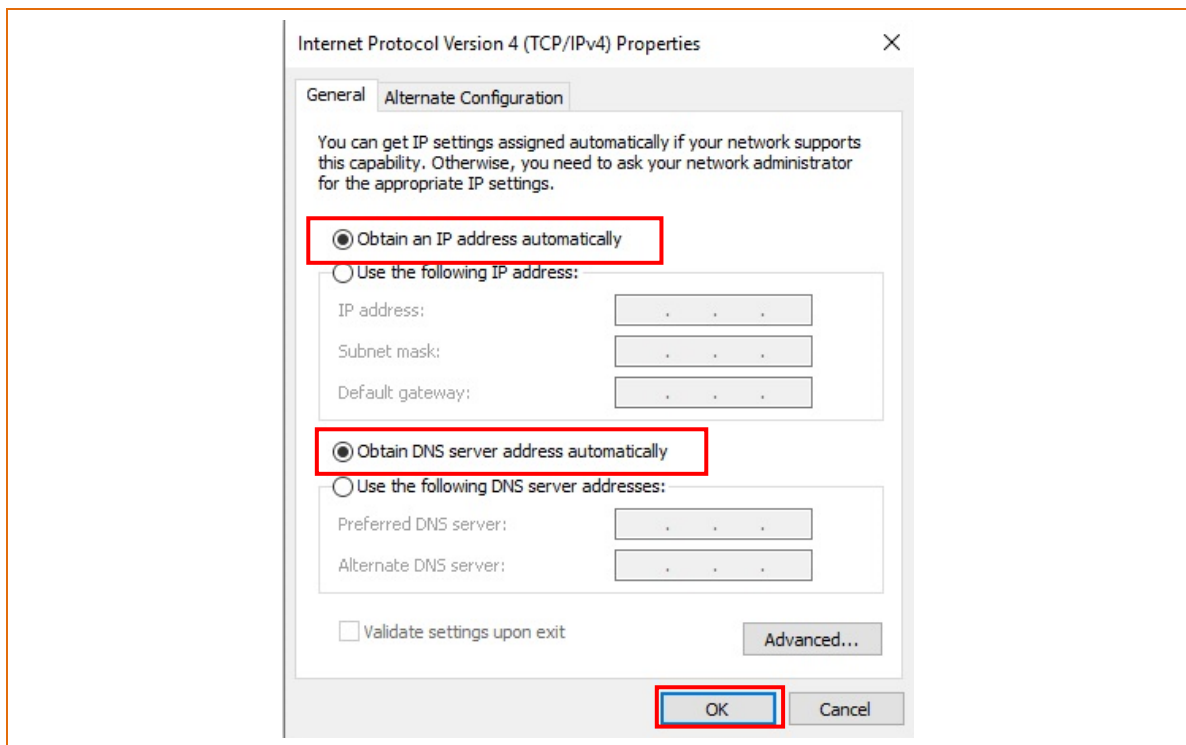 Internet Protocol Version 4 (TCP/IPv4) Properties
General
Alternate Configuration
You can get IP settings assigned automatically if your network supports
this capability. Otherwise, you need to ask your network administrator
for the appropriate IP settings.
Obtain an IP address automatically
Use the following IP address:
IP address:
Subnet mask:
Default gateway:
Obtain DNS server address automatically
Use the following DNS server addresses:
Preferred DNS server:
Alternate DNS server:
Validate settings upon exit
Advanced...
OK
Cancel